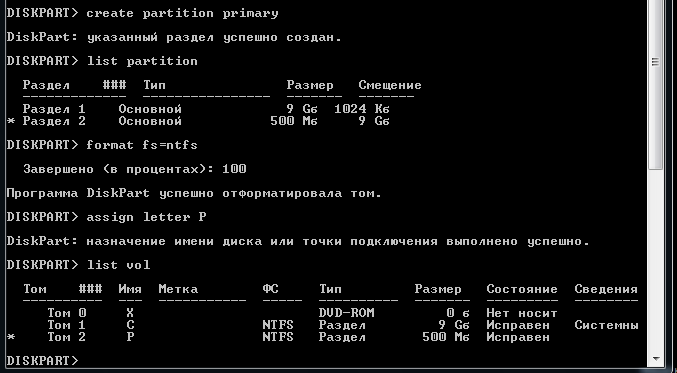 DISKPART> create partition primary
DiskPart: указанный раздел успешно создан.
DISKPART> list partition
Раздел ### Тип Размер Смещение
------------- ---------------- ------- --------
Раздел 1 Основной 9 Gб 1024 Kб
* Раздел 2 Основной 500 Mб 9 Gб
DISKPART> format fs=ntfs
Завершено (в процентах): 100
Программа DiskPart успешно отформатировала том.
DISKPART> assign letter P
DiskPart: назначение имени диска или точки подключения выполнено успешно.
DISKPART> list vol
Том ### Имя Метка ФС Тип Размер Состояние Сведения
---------- --- ----------- ----- ---------- ------- --------- --------
Том 0 X DVD-ROM 0 б Нет носит
Том 1 C NTFS Раздел 9 Gб Исправен Системны
* Том 2 P NTFS Раздел 500 Mб Исправен
DISKPART>